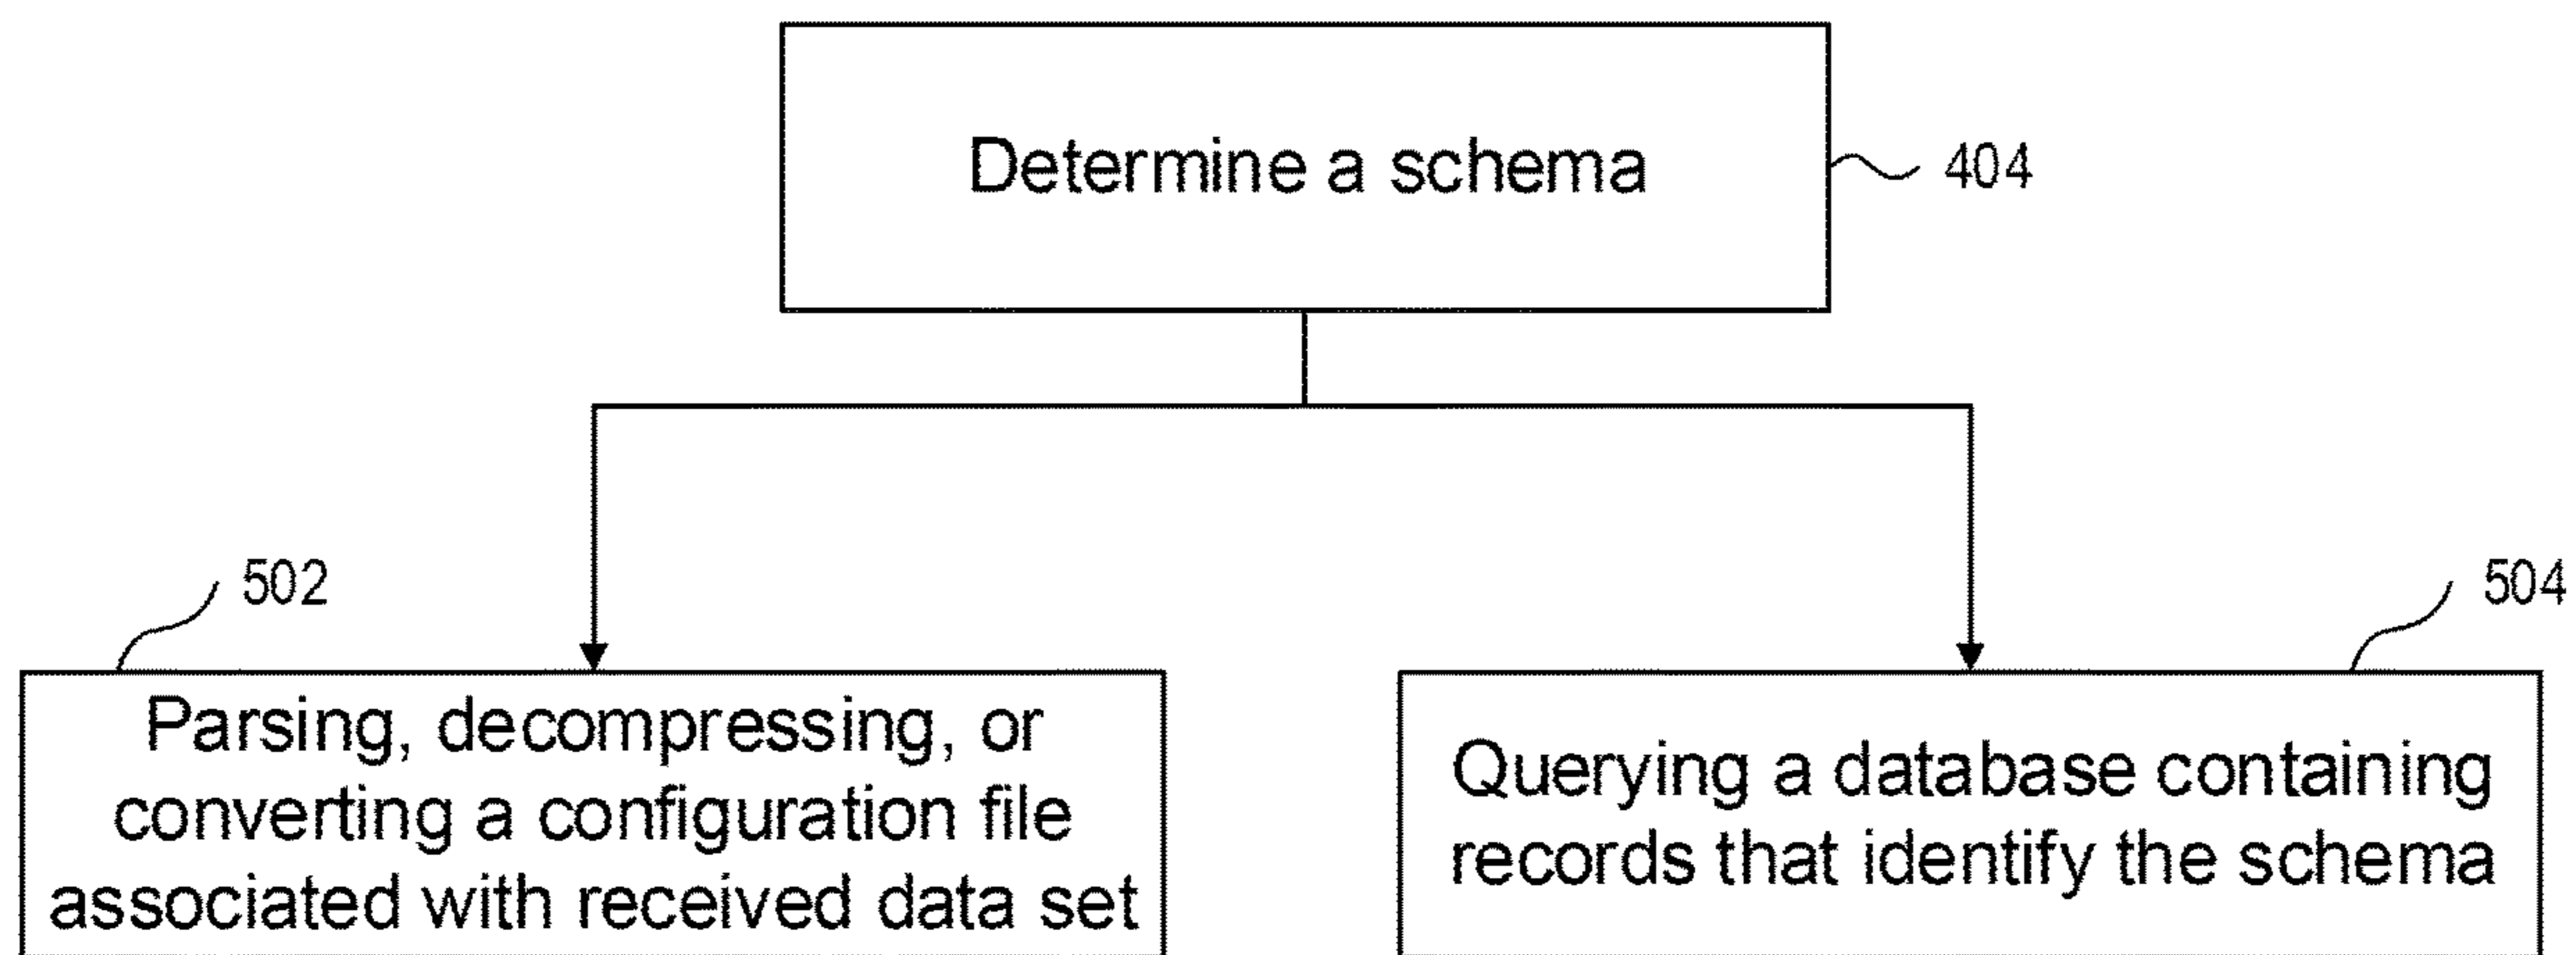 Determine a schema
404
502
504
Parsing, decompressing, or
converting a configuration file
associated with received data set
Querying a database containing
records that identify the schema